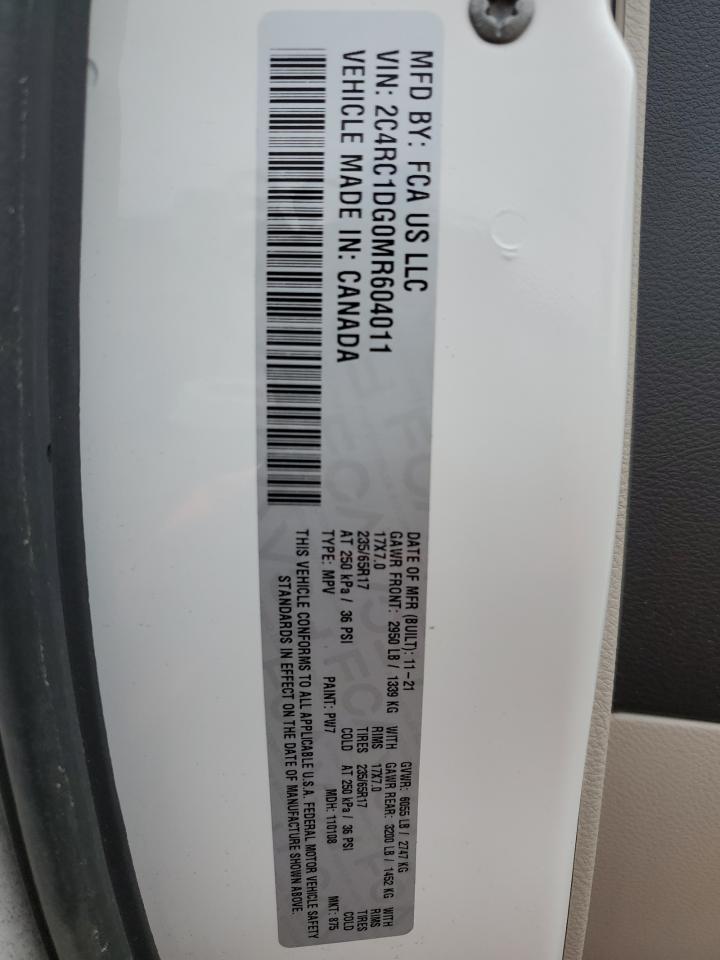 MFD BY: FCA US LLC
VIN: 2C4RC1DG0MR604011
VEHICLE MADE IN: CANADA
DATE OF MFR (BUILT): 11-21 GVWR: 6055 LB / 2747 KG
GAWR FRONT: 2950 LB / 1339 KG WITH GAWR REAR: 3200 LB / 1452 KG WITH
17X7.0 RIMS 17X7.0 RIMS
235/65R17 TIRES 235/65R17 TIRES
AT 250 kPa / 36 PSI COLD AT 250 kPa / 36 PSI COLD
TYPE: MPV PAINT: PW7 MDH: 110108 MKT: 875
THIS VEHICLE CONFORMS TO ALL APPLICABLE U.S.A. FEDERAL MOTOR VEHICLE SAFETY
STANDARDS IN EFFECT ON THE DATE OF MANUFACTURE SHOWN ABOVE.